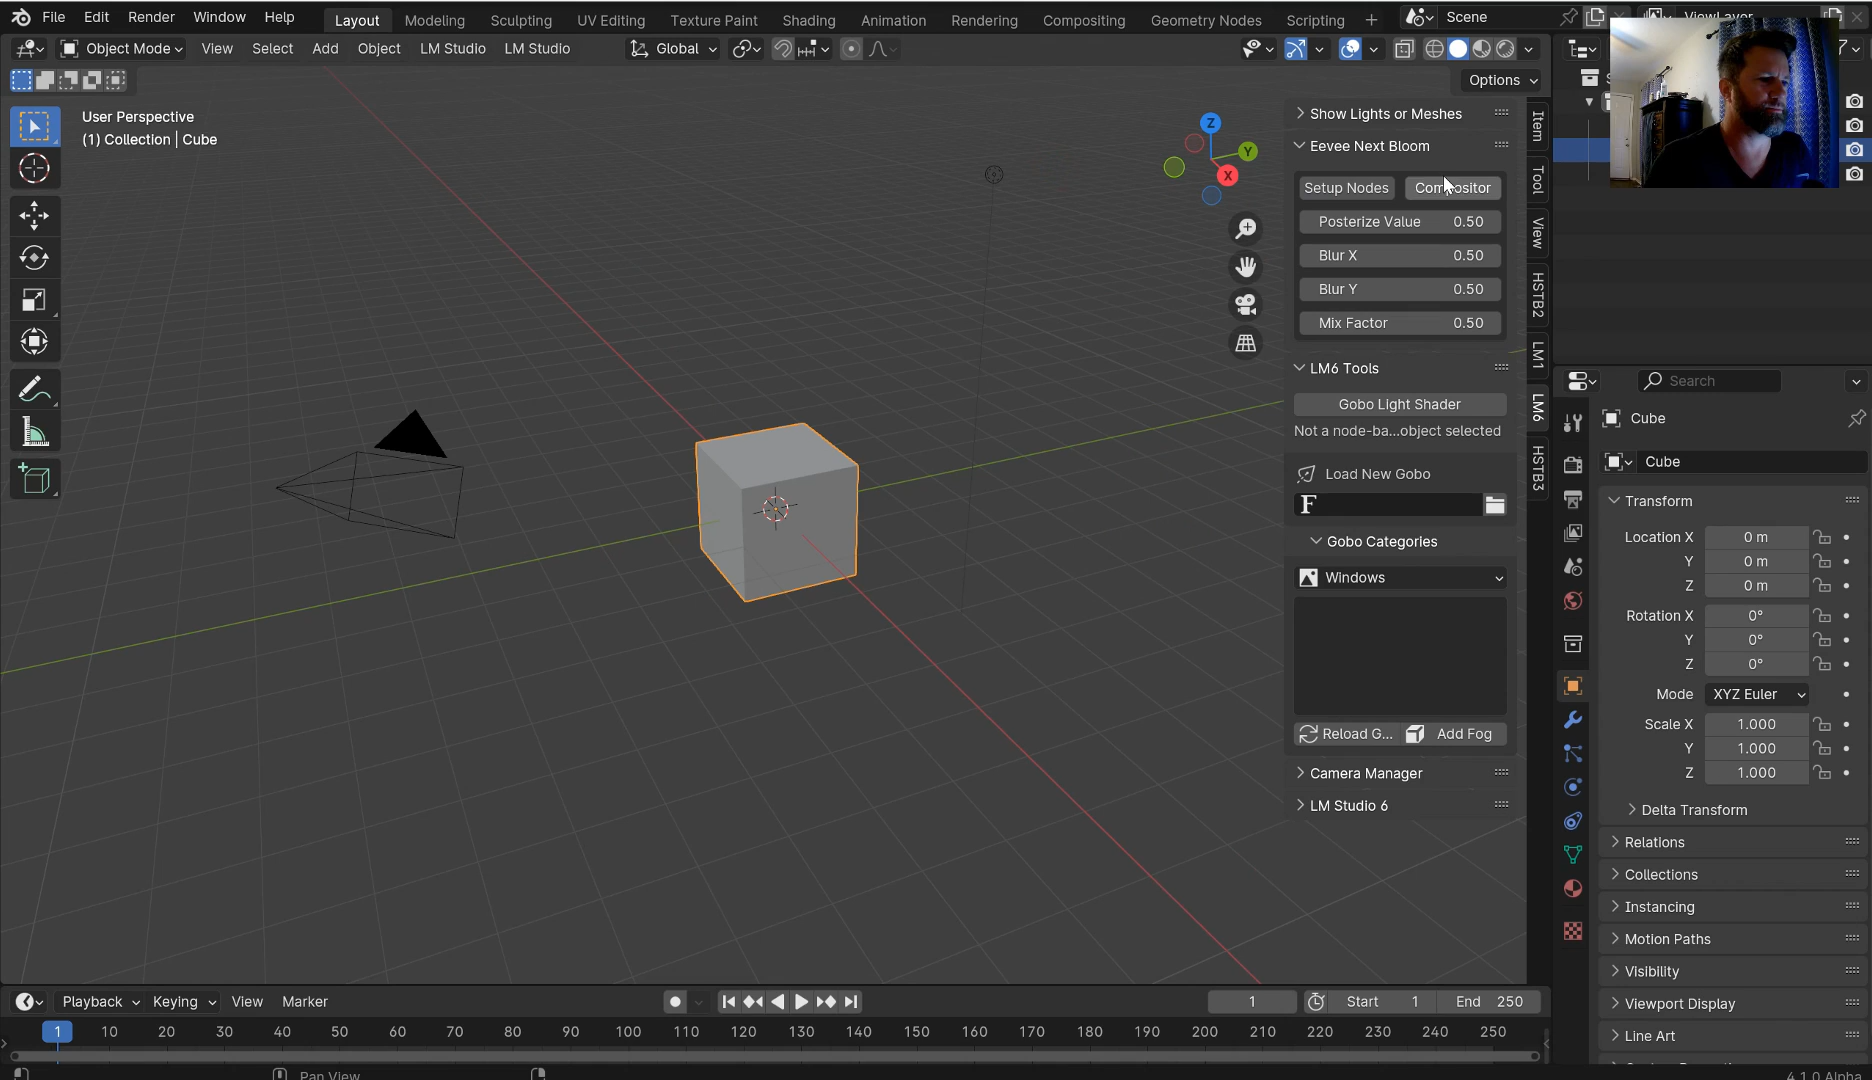 File Edit Render Window Help Layout Modeling Sculpting UV Editing Texture Paint Shading Animation Rendering Compositing Geometry Nodes Scripting + Scene ViewLayer
Object Mode View Select Add Object LM Studio LM Studio Global
Options
User Perspective
(1) Collection | Cube
Z
Y
X
Show Lights or Meshes
Eevee Next Bloom
Setup Nodes Compositor
Posterize Value 0.50
Blur X 0.50
Blur Y 0.50
Mix Factor 0.50
LM6 Tools
Gobo Light Shader
Not a node-ba...object selected
Load New Gobo
F
Gobo Categories
Windows
Reload G... Add Fog
Camera Manager
LM Studio 6
Item
Tool
View
HSTB2
LM1
LM6
HSTB3
Search
Cube
Cube
Transform
Location X 0 m
Y 0 m
Z 0 m
Rotation X 0°
Y 0°
Z 0°
Mode XYZ Euler
Scale X 1.000
Y 1.000
Z 1.000
Delta Transform
Relations
Collections
Instancing
Motion Paths
Visibility
Viewport Display
Line Art
Playback Keying View Marker 1 Start 1 End 250
1 10 20 30 40 50 60 70 80 90 100 110 120 130 140 150 160 170 180 190 200 210 220 230 240 250
Pan View
4.1.0 Alpha